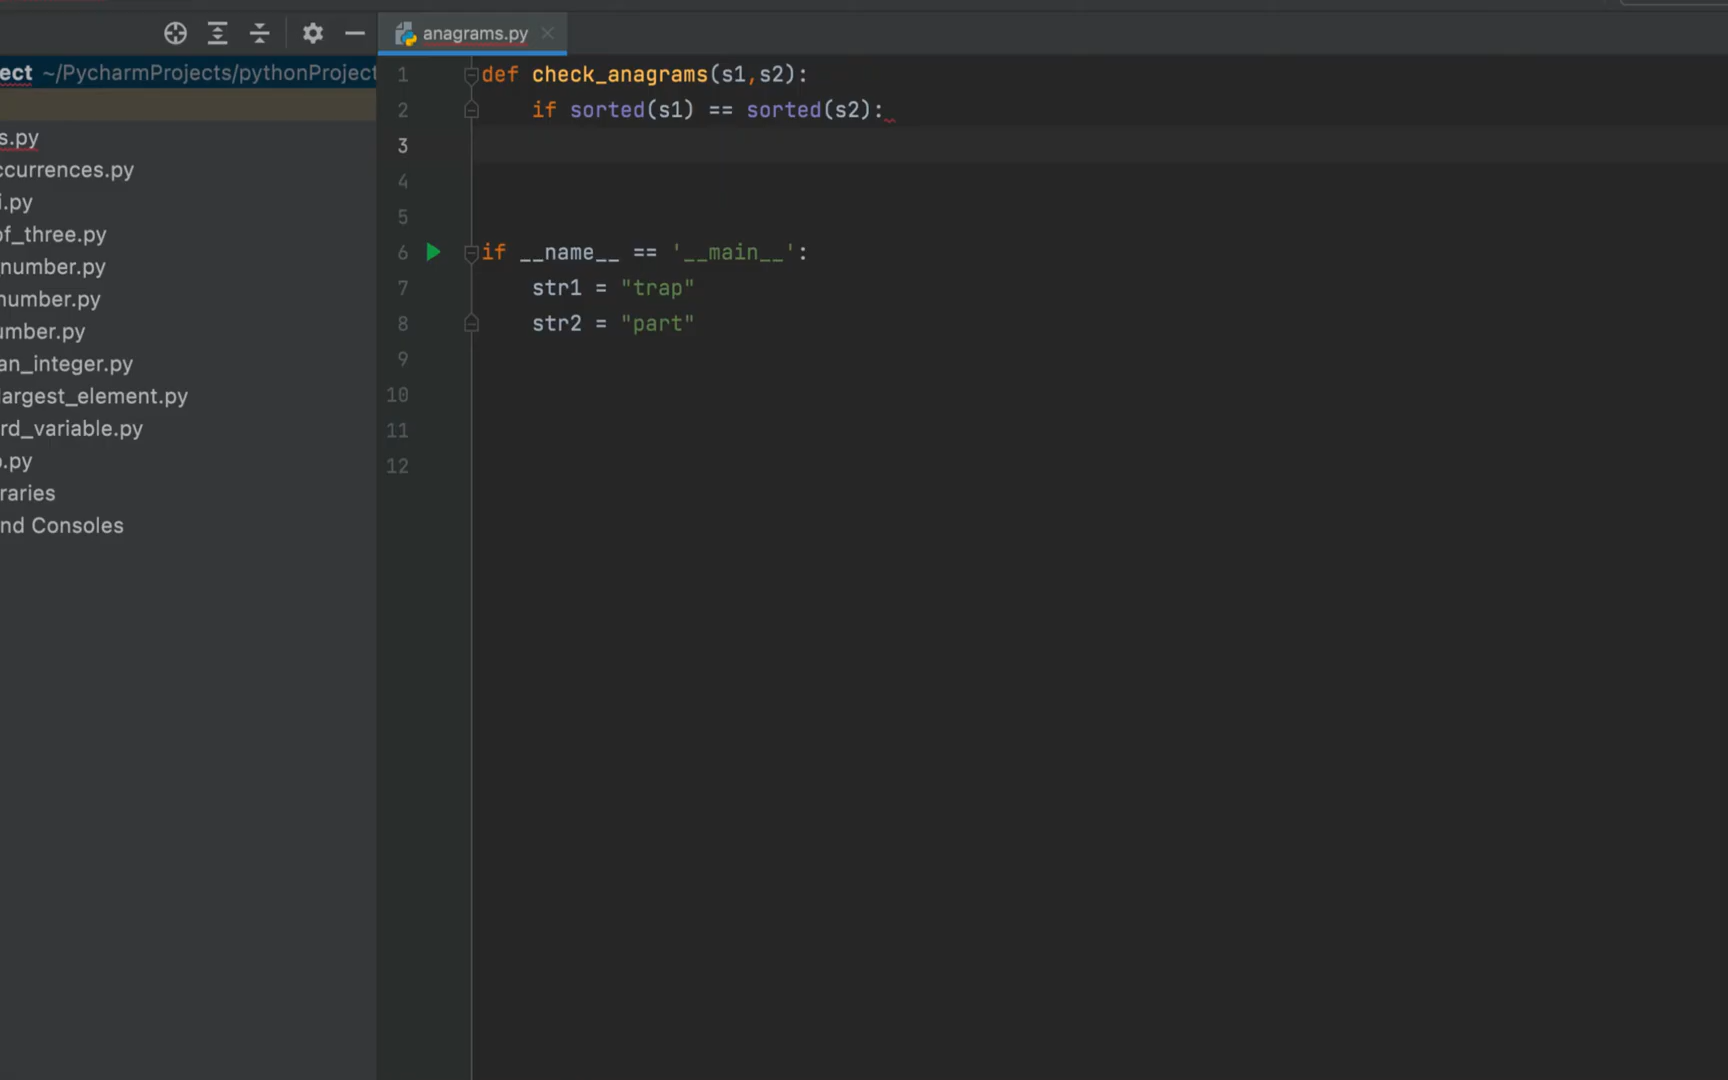 anagrams.py
ect ~/PycharmProjects/pythonProject
s.py
ccurrences.py
i.py
of_three.py
number.py
number.py
umber.py
an_integer.py
largest_element.py
rd_variable.py
o.py
raries
nd Consoles
1 def check_anagrams(s1,s2):
2 if sorted(s1) == sorted(s2):
3
4
5
6 if __name__ == '__main__':
7 str1 = "trap"
8 str2 = "part"
9
10
11
12